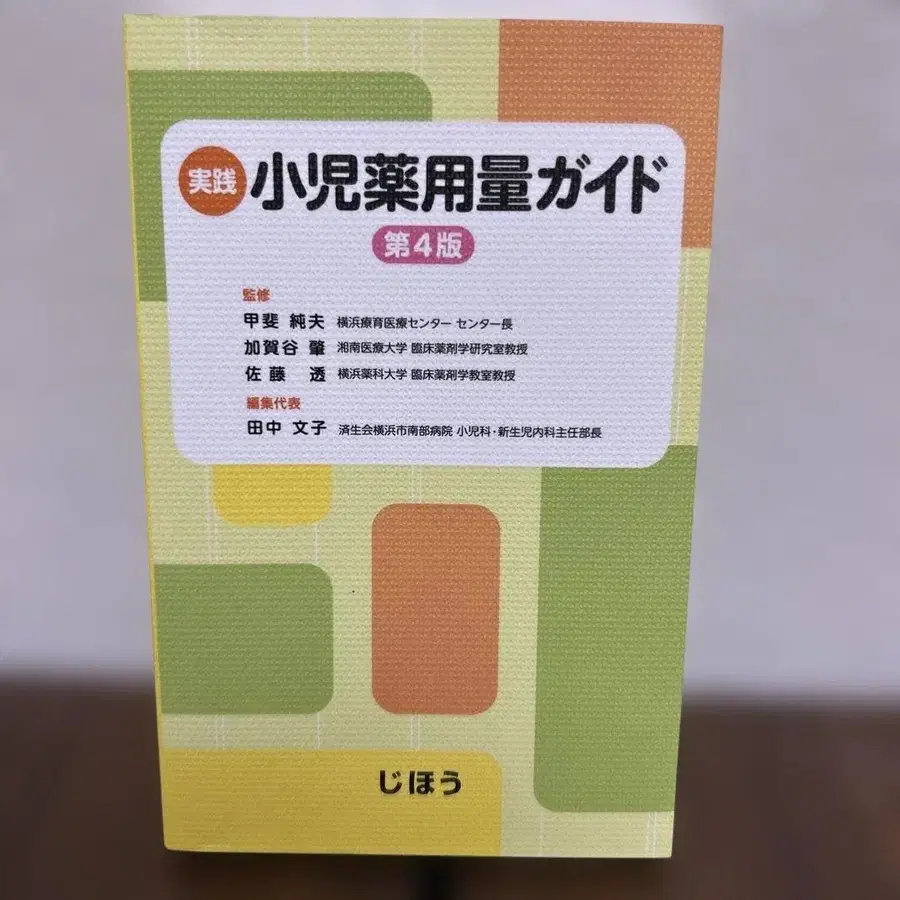 実践 小児薬用量ガイド
第4版
監修
甲斐 純夫 横浜療育医療センター センター長
加賀谷 肇 湘南医療大学 臨床薬剤学研究室教授
佐藤 透 横浜薬科大学 臨床薬剤学教室教授
編集代表
田中 文子 済生会横浜市南部病院 小児科・新生児内科主任部長
じほう